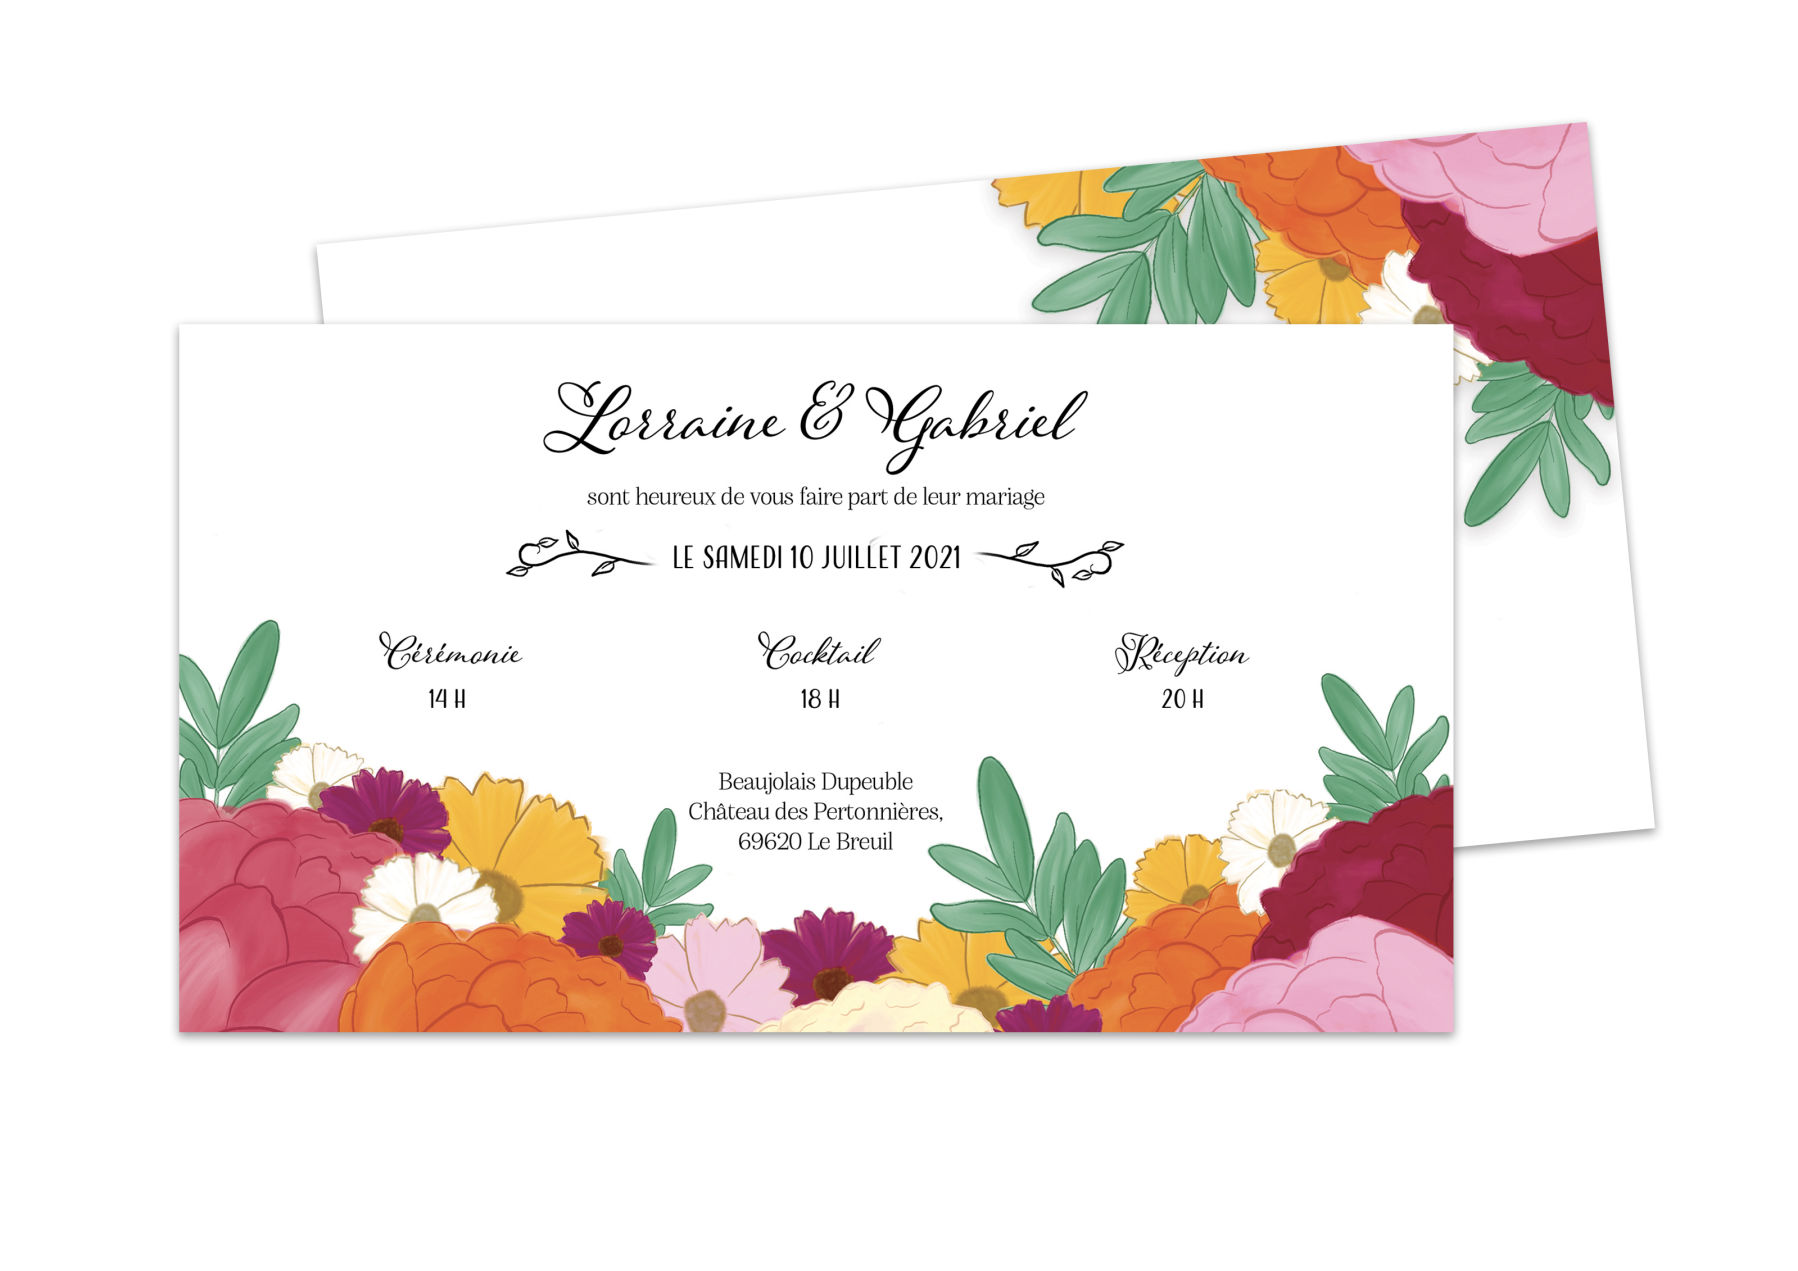 Lorraine & Gabriel
sont heureux de vous faire part de leur mariage
LE SAMEDI 10 JUILLET 2021
Cérémonie Cocktail Réception
14 H 18 H 20 H
Beaujolais Dupeuble
Château des Pertonnières,
69620 Le Breuil